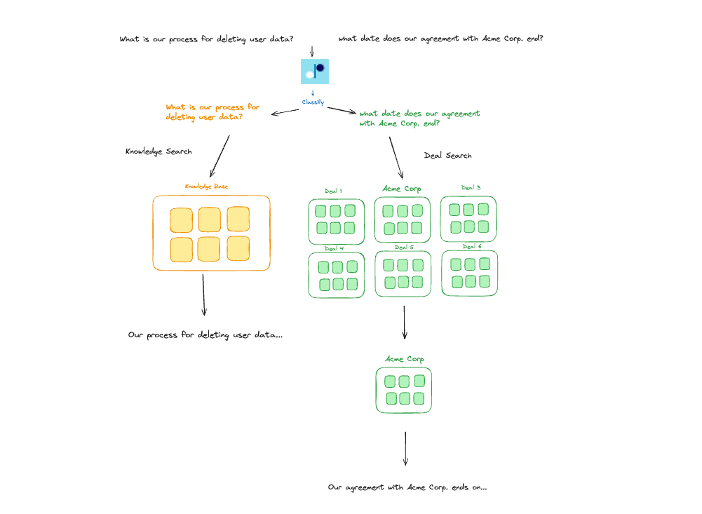 What is our process for deleting user data?
what date does our agreement with Acme Corp. end?
Classify
What is our process for
deleting user data?
what date does our agreement
with Acme Corp. end?
Knowledge Search
Deal Search
Knowledge Base
Deal 1
Acme Corp
Deal 3
Deal 4
Deal 5
Deal 6
Our process for deleting user data...
Acme Corp
Our agreement with Acme Corp. ends on...